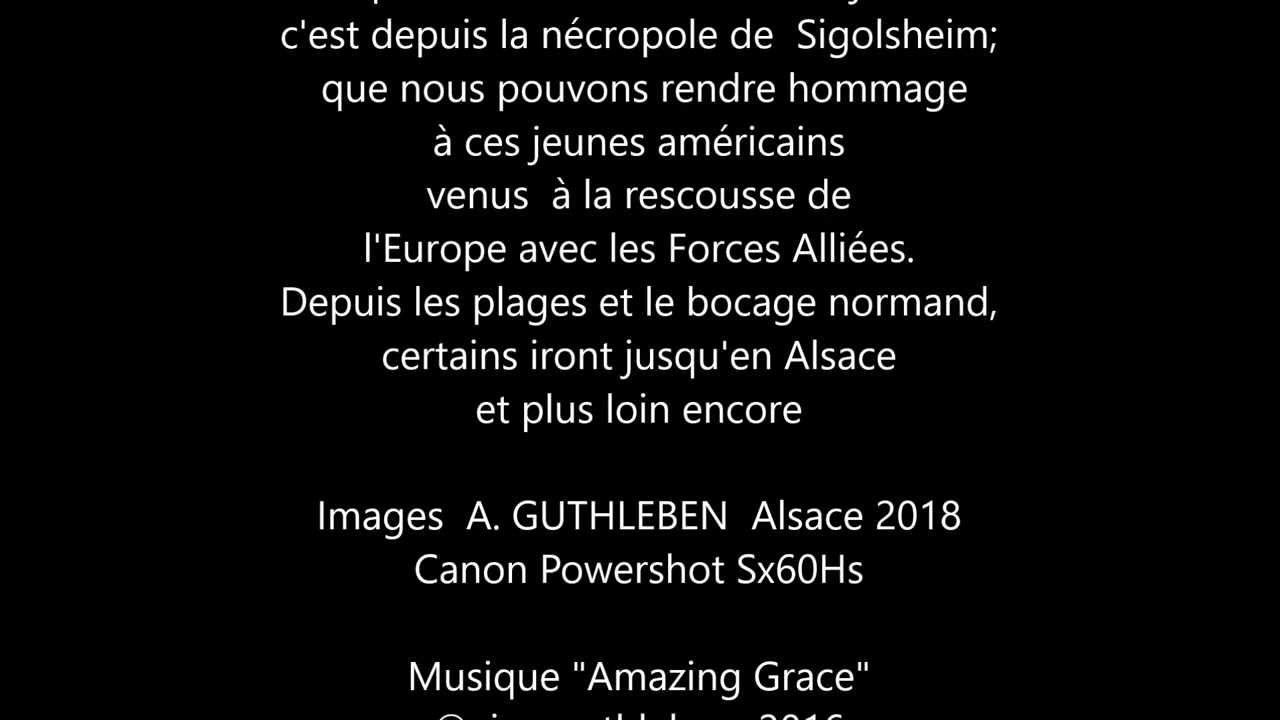 c'est depuis la nécropole de  Sigolsheim;
que nous pouvons rendre hommage
à ces jeunes américains
venus  à la rescousse de
l'Europe avec les Forces Alliées.
Depuis les plages et le bocage normand,
certains iront jusqu'en Alsace
et plus loin encore
Images  A. GUTHLEBEN  Alsace 2018
Canon Powershot Sx60Hs
Musique "Amazing Grace"
2016